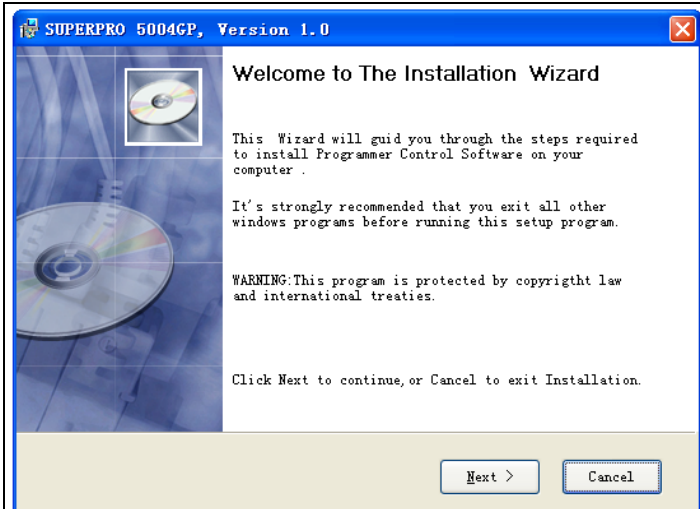 SUPERPRO 5004GP, Version 1.0
Welcome to The Installation Wizard
This Wizard will guid you through the steps required
to install Programmer Control Software on your
computer .
It's strongly recommended that you exit all other
windows programs before running this setup program.
WARNING:This program is protected by copyrigtht law
and international treaties.
Click Next to continue,or Cancel to exit Installation.
Next >
Cancel